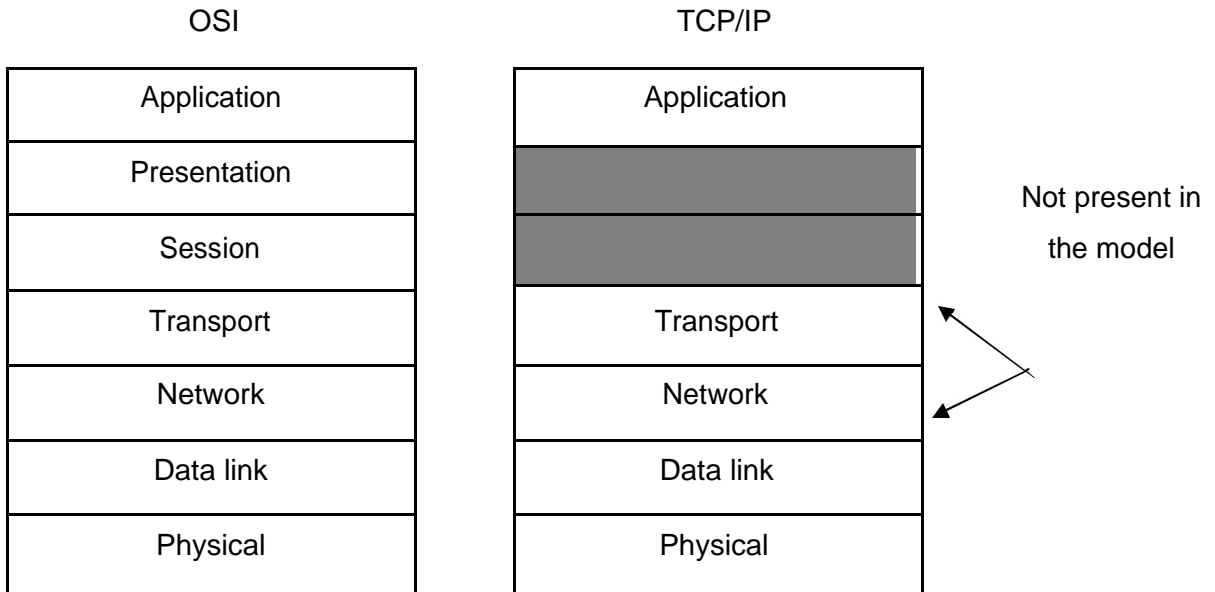 OSI
TCP/IP
Application
Presentation
Session
Transport
Network
Data link
Physical
Application
Transport
Network
Data link
Physical
Not present in
the model